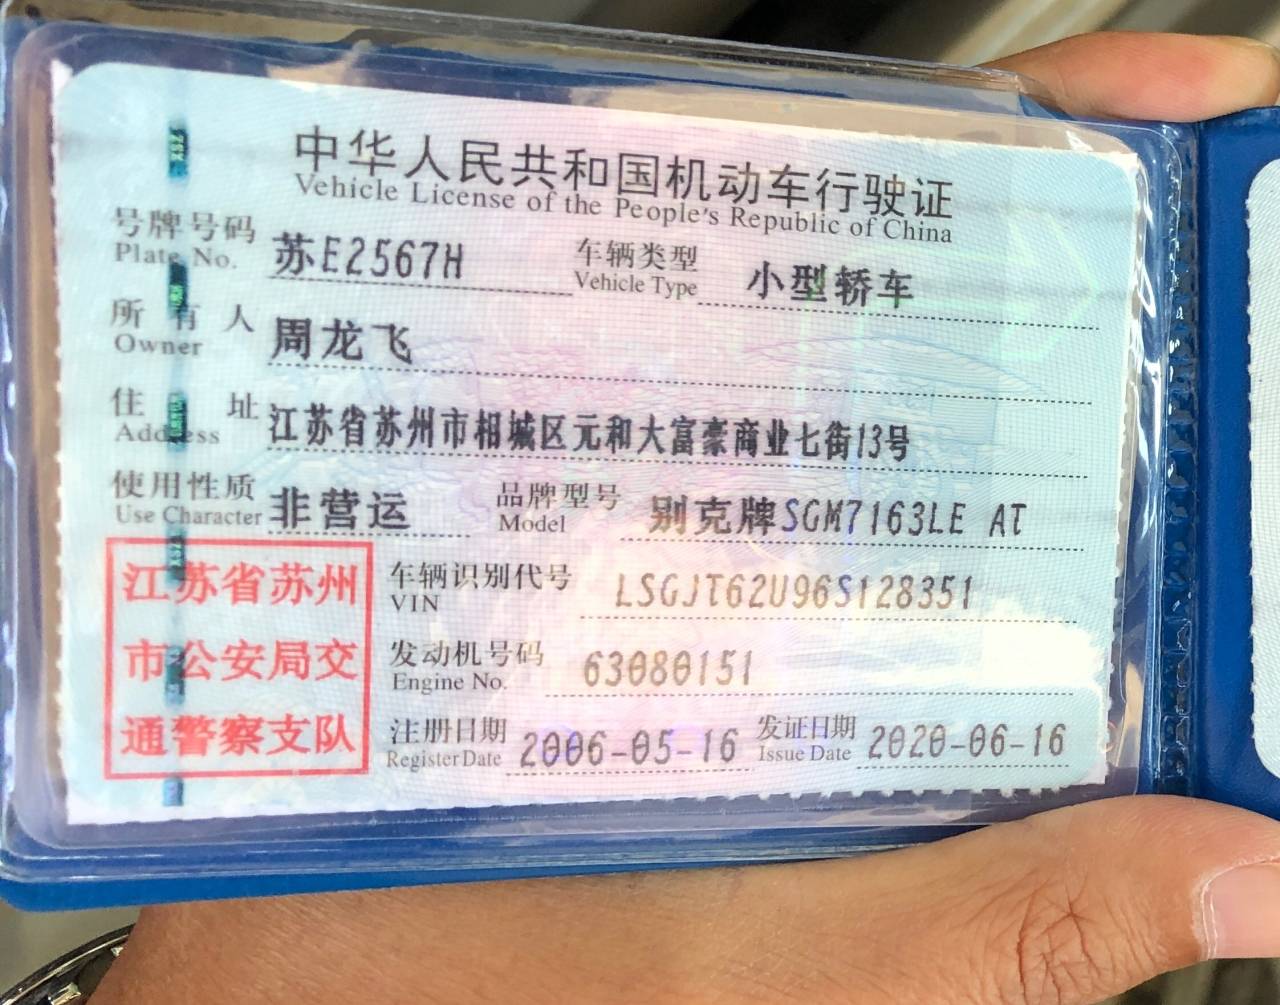 中华人民共和国机动车行驶证
Vehicle License of the People's Republic of China
号牌号码 苏E2567H 车辆类型 小型轿车
Plate No. Vehicle Type
所有人 周龙飞
Owner
住址 江苏省苏州市相城区元和大富豪商业七街13号
Address
使用性质 非营运 品牌型号 别克牌SGM7163LE AT
Use Character Model
江苏省苏州
市公安局交
通警察支队
车辆识别代号 LSGJT62U96S128351
VIN
发动机号码 63080151
Engine No.
注册日期 2006-05-16 发证日期 2020-06-16
Register Date Issue Date